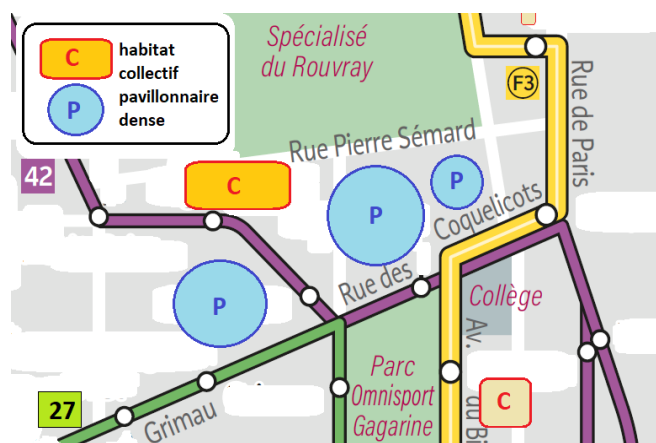 C habitat
collectif
P pavillonnaire
dense
Spécialisé
du Rouvray
F3
Rue de Paris
Rue Pierre Sémard
42
C
P
P
Coquelicots
Rue des
P
Collège
Av.
du B
Parc
Omnisport
Gagarine
C
27
Grimau